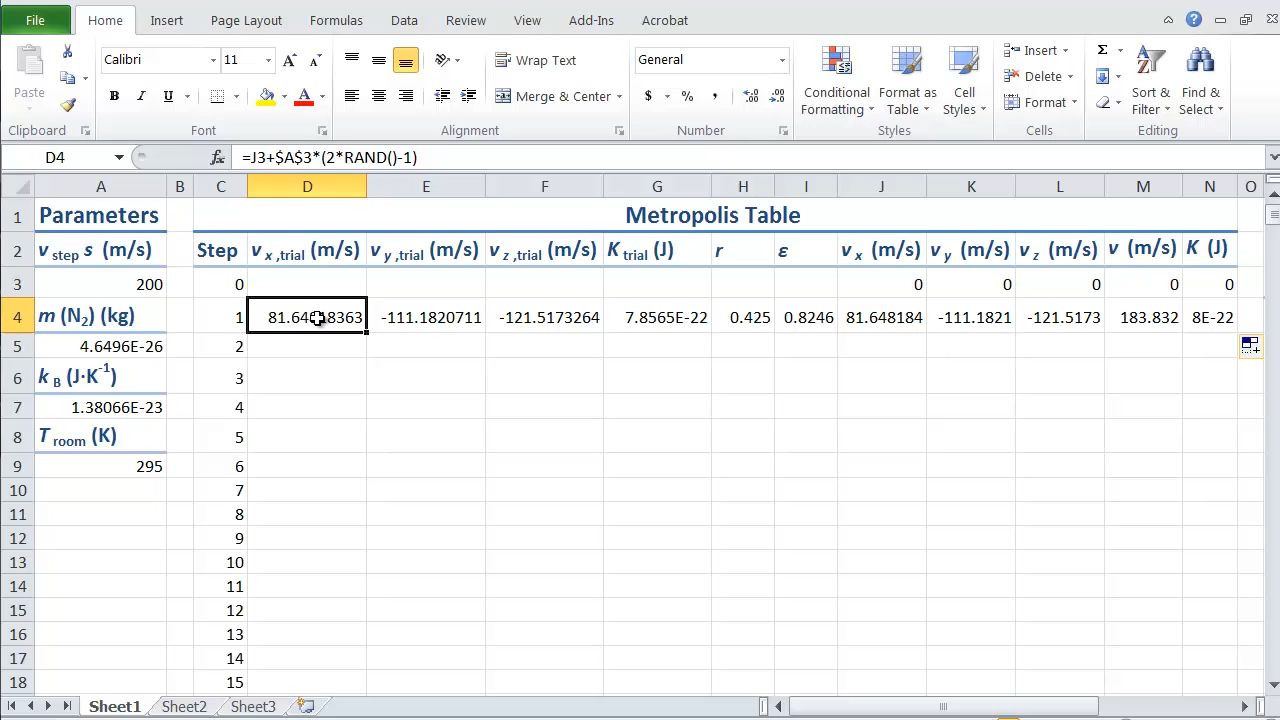 File Home Insert Page Layout Formulas Data Review View Add-Ins Acrobat
Calibri 11 Wrap Text General Insert
Paste Merge & Center Conditional Formatting Format as Table Cell Styles Delete Sort & Filter Find & Select
Format
Clipboard Font Alignment Number Styles Cells Editing
D4 fx =J3+$A$3*(2*RAND()-1)
A B C D E F G H I J K L M N O
1 Parameters Metropolis Table
2 v step s (m/s) Step v x ,trial (m/s) v y ,trial (m/s) v z ,trial (m/s) K trial (J) r ε v x (m/s) v y (m/s) v z (m/s) v (m/s) K (J)
3 200 0 0 0 0 0 0
4 m (N2) (kg) 1 -111.1820711 -121.5173264 7.8565E-22 0.425 0.8246 81.648184 -111.1821 -121.5173 183.832 8E-22
5 4.6496E-26 2
6 k B (J·K-1) 3
7 1.38066E-23 4
8 T room (K) 5
9 295 6
10 7
11 8
12 9
13 10
14 11
15 12
16 13
17 14
18 15
Sheet1 Sheet2 Sheet3